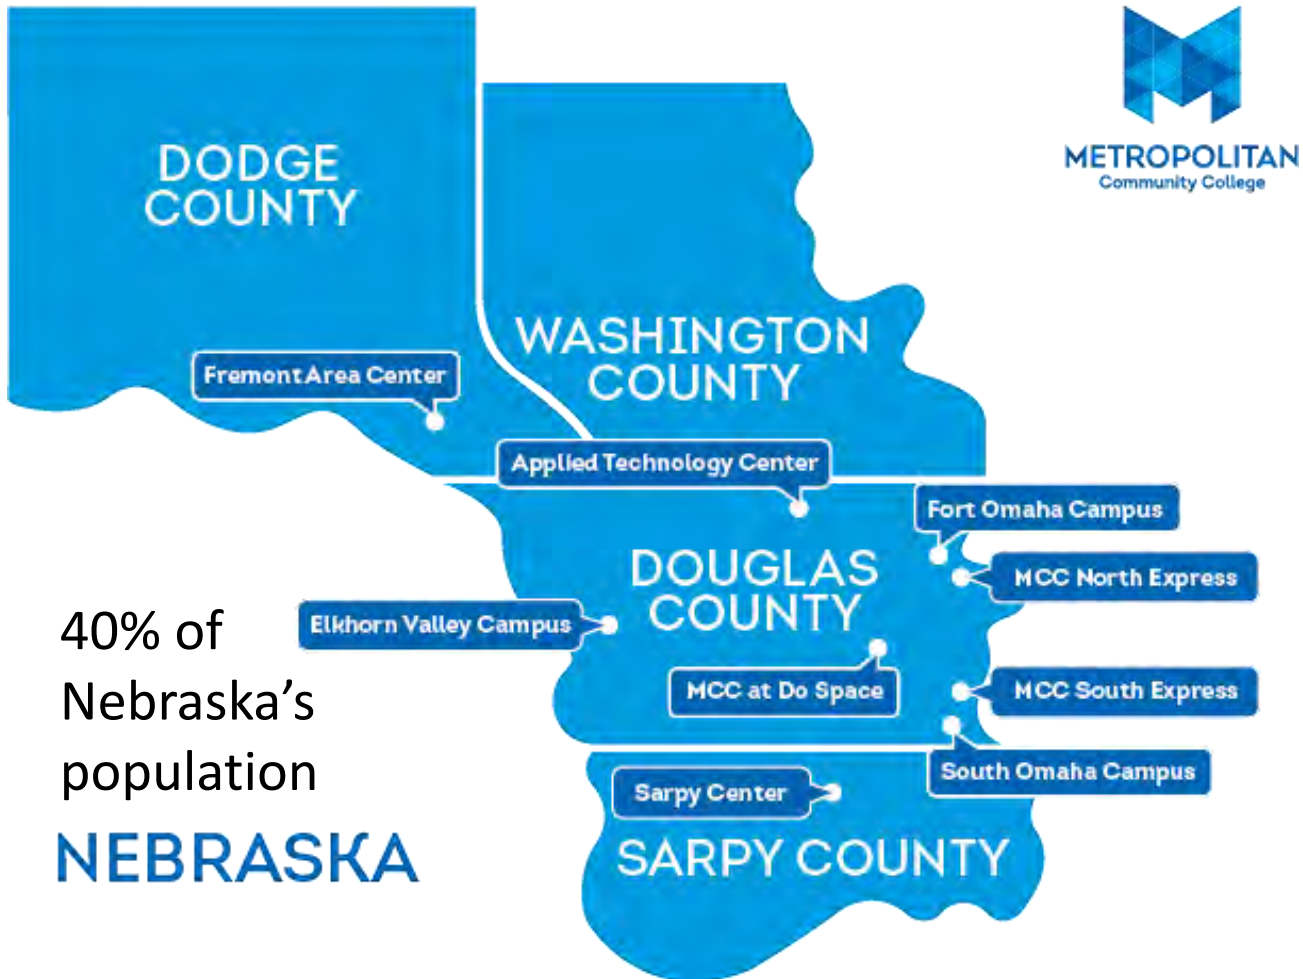 METROPOLITAN
Community College
DODGE
COUNTY
WASHINGTON
COUNTY
Fremont Area Center
Applied Technology Center
Fort Omaha Campus
DOUGLAS
COUNTY
MCC North Express
Elkhorn Valley Campus
MCC at Do Space
MCC South Express
South Omaha Campus
Sarpy Center
SARPY COUNTY
40% of
Nebraska’s
population
NEBRASKA